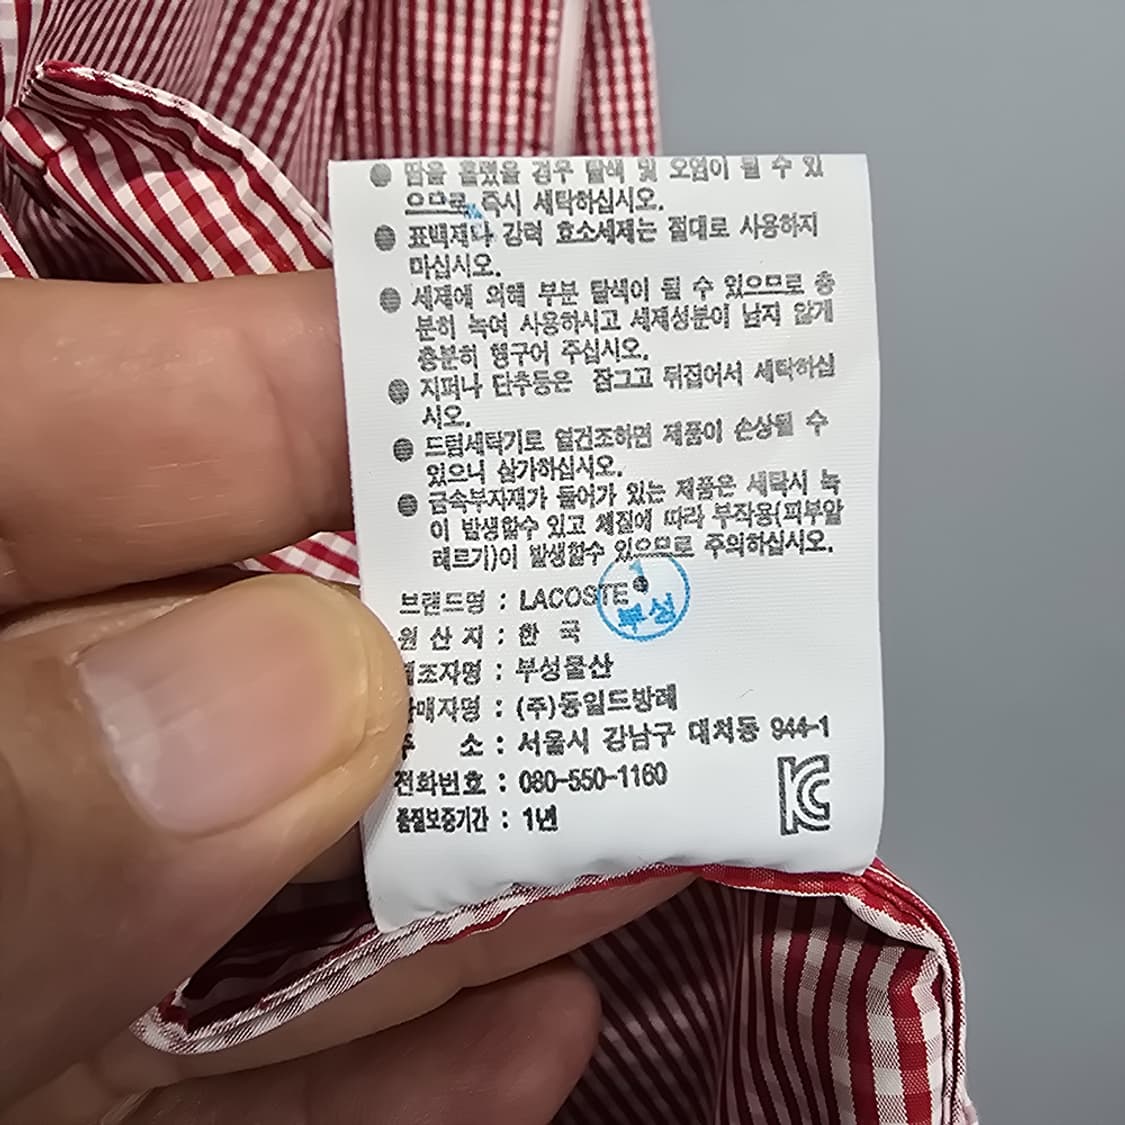 ● 땀을 흘렸을 경우 탈색 및 오염이 될 수 있
으므로 즉시 세탁하십시오.
● 표백제나 강력 효소세제는 절대로 사용하지
마십시오.
● 세제에 의해 부분 탈색이 될 수 있으므로 충
분히 녹여 사용하시고 세제성분이 남지 않게
충분히 헹구어 주십시오.
● 지퍼나 단추등은 잠그고 뒤집어서 세탁하십
시오.
● 드럼세탁기로 열건조하면 제품이 손상될 수
있으니 삼가하십시오.
● 금속부자재가 들어가 있는 제품은 세탁시 녹
이 발생할수 있고 체질에 따라 부작용(피부알
레르기)이 발생할수 있으므로 주의하십시오.
브랜드명 : LACOSTE
부성
원 산 지 : 한 국
제조자명 : 부성물산
판매자명 : (주)동일드방레
주 소 : 서울시 강남구 대치동 944-1
전화번호 : 080-550-1160
품질보증기간 : 1년
KC